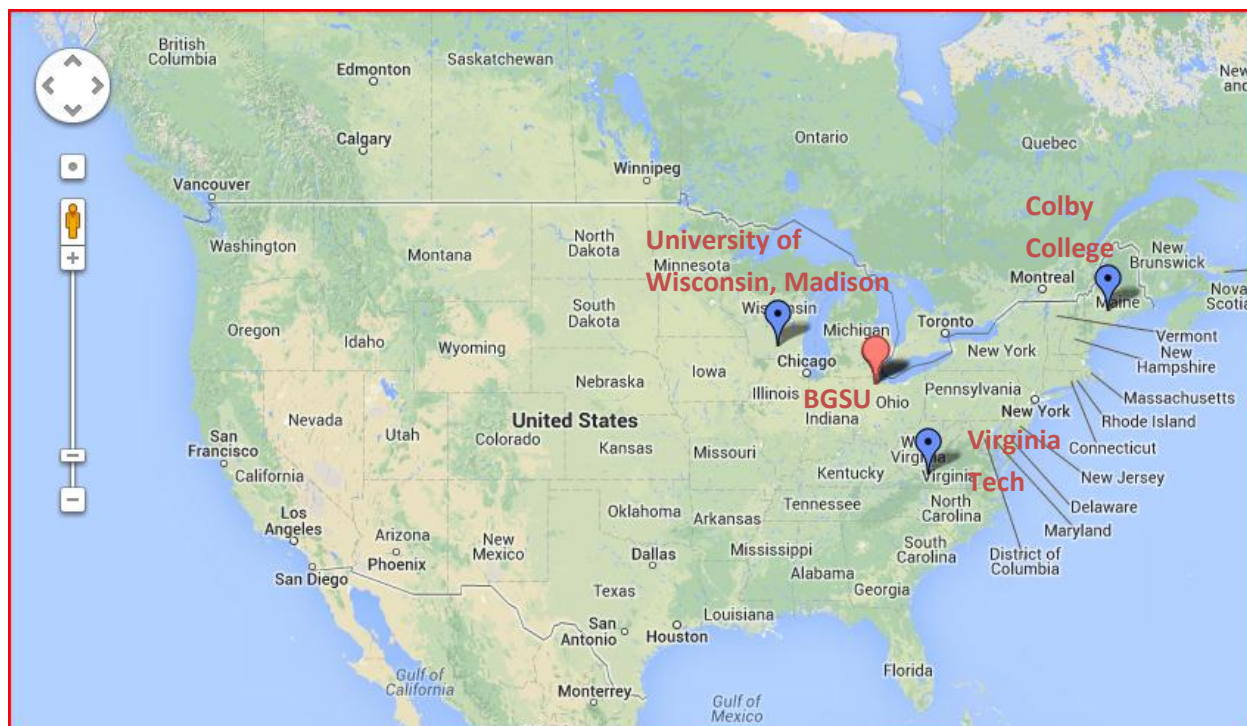 British
Columbia
Edmonton
Saskatchewan
New
and
Calgary
Ontario
Quebec
Winnipeg
Vancouver
Colby
College
Washington
Montana
North
Dakota
Minnesota
University of
Wisconsin, Madison
Montreal
New
Brunswick
Maine
Nova
Scotia
Oregon
Idaho
Wyoming
South
Dakota
Wisconsin
Michigan
Toronto
Vermont
New
Hampshire
New York
Iowa
Chicago
Nebraska
Illinois
BGSU
Ohio
Indiana
Pennsylvania
New York
Massachusetts
Rhode Island
Connecticut
Nevada
Utah
Colorado
United States
Kansas
Missouri
San
Francisco
California
Kentucky
West
Virginia
Virginia
Virginia
Tech
New Jersey
Delaware
Maryland
District of
Columbia
Los
Angeles
Arizona
Phoenix
New
Mexico
Oklahoma
Arkansas
Tennessee
North
Carolina
San Diego
Dallas
Mississippi
South
Carolina
Alabama
Georgia
Texas
Louisiana
San
Antonio
Houston
Florida
Gulf of
California
Monterrey
Gulf of
Mexico